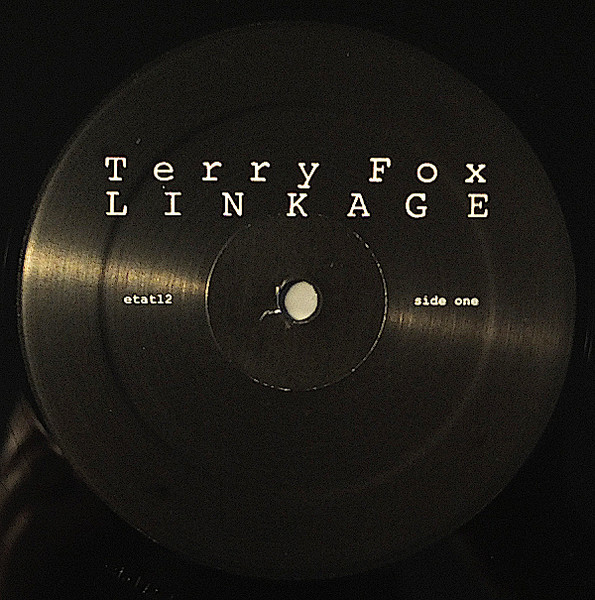 Terry Fox
LINKAGE
etat12
side one